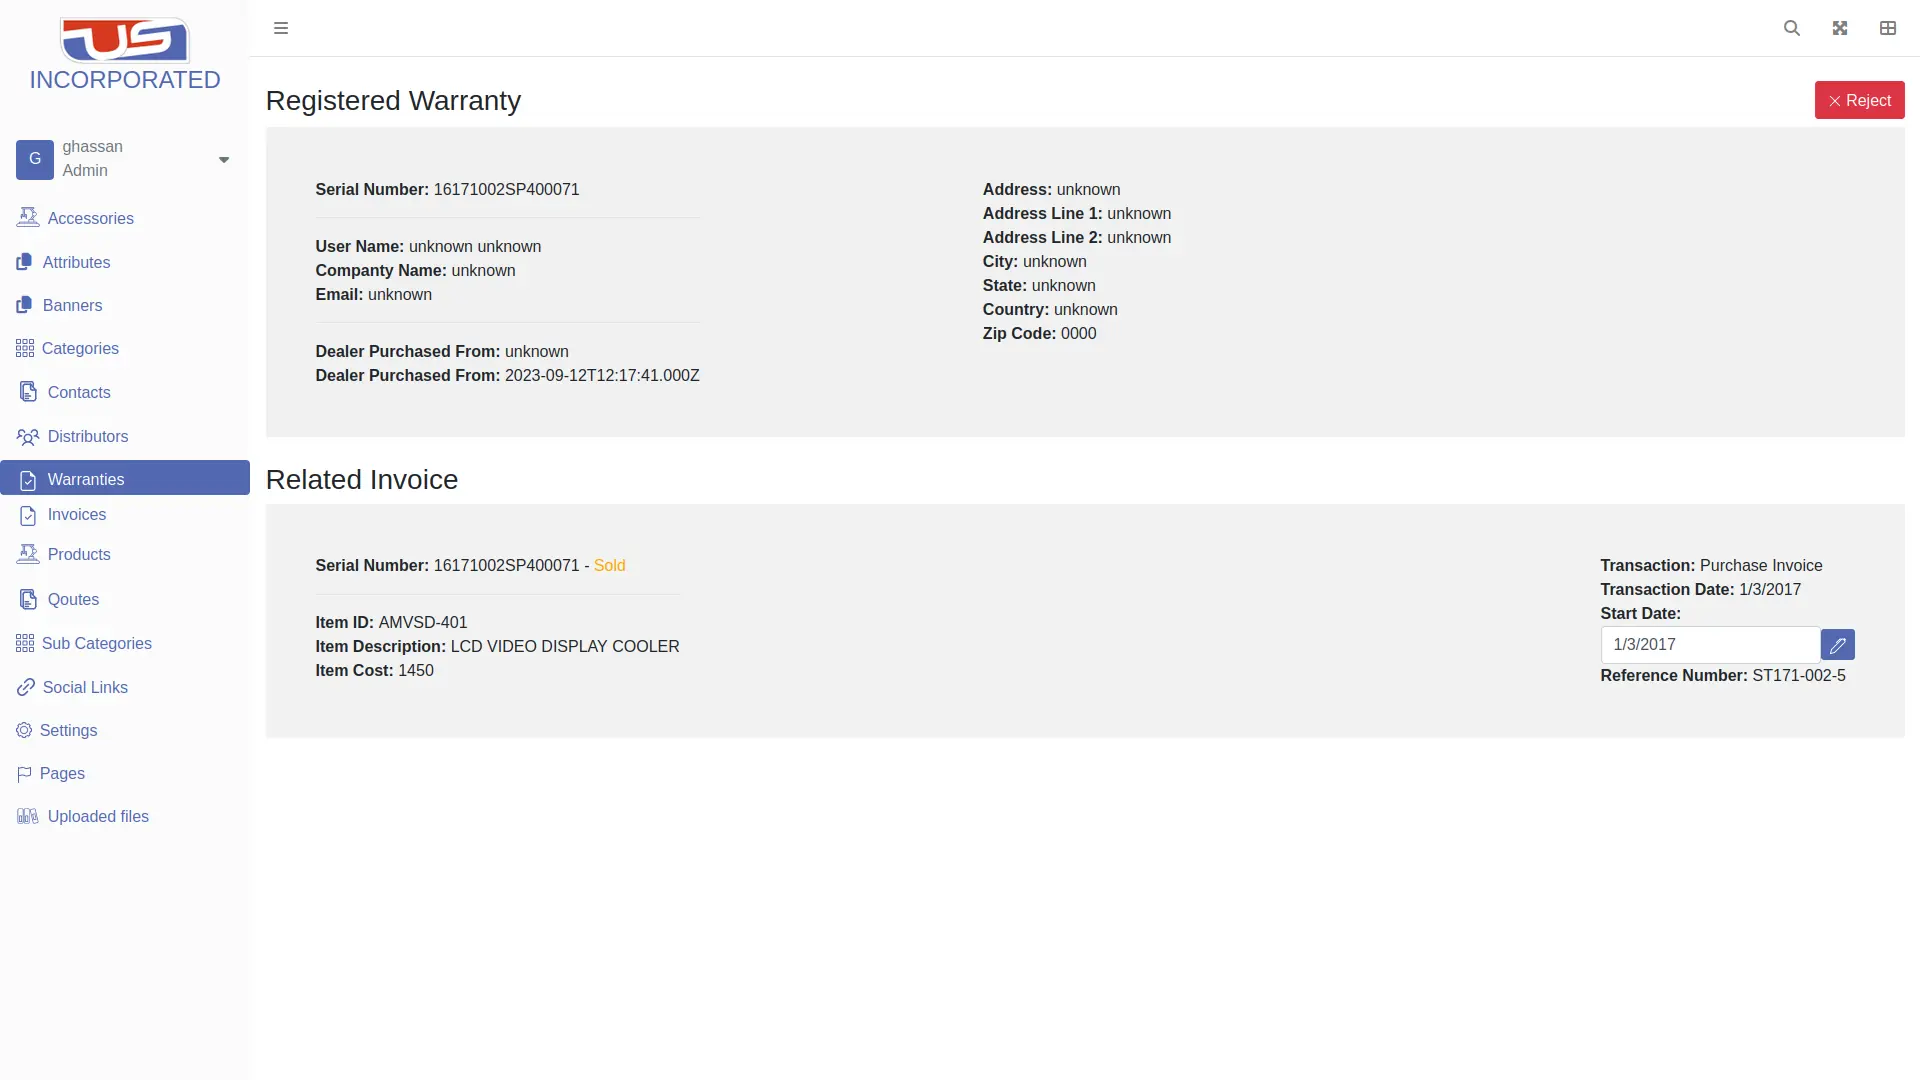 US
INCORPORATED
G
ghassan
Admin
Accessories
Attributes
Banners
Categories
Contacts
Distributors
Warranties
Invoices
Products
Qoutes
Sub Categories
Social Links
Settings
Pages
Uploaded files
Registered Warranty
Reject
Serial Number: 16171002SP400071
User Name: unknown unknown
Companty Name: unknown
Email: unknown
Dealer Purchased From: unknown
Dealer Purchased From: 2023-09-12T12:17:41.000Z
Address: unknown
Address Line 1: unknown
Address Line 2: unknown
City: unknown
State: unknown
Country: unknown
Zip Code: 0000
Related Invoice
Serial Number: 16171002SP400071 - Sold
Item ID: AMVSD-401
Item Description: LCD VIDEO DISPLAY COOLER
Item Cost: 1450
Transaction: Purchase Invoice
Transaction Date: 1/3/2017
Start Date:
1/3/2017
Reference Number: ST171-002-5